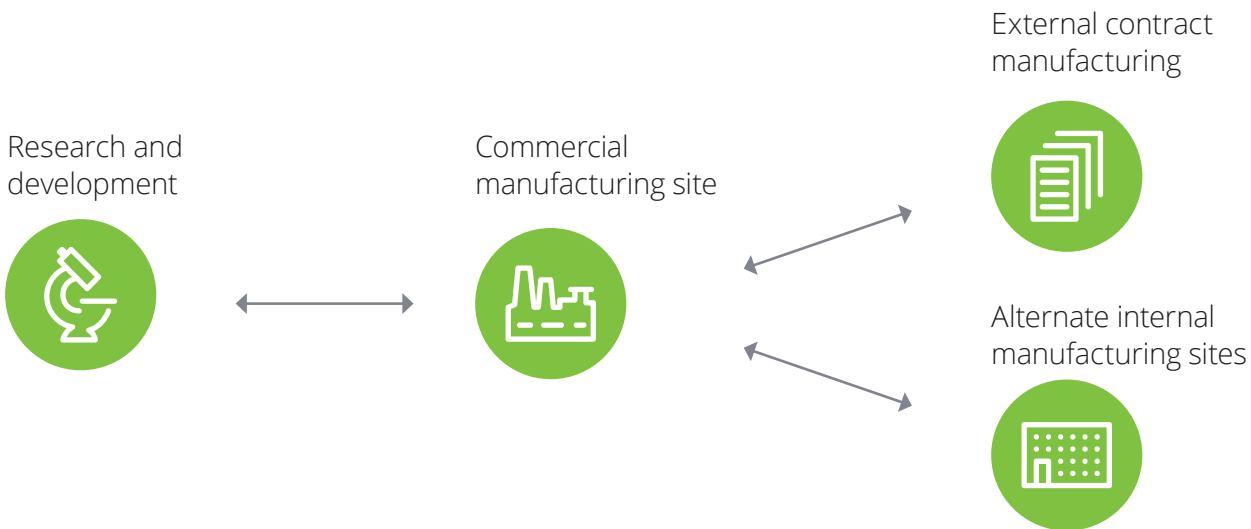 Research and
development
Commercial
manufacturing site
External contract
manufacturing
Alternate internal
manufacturing sites